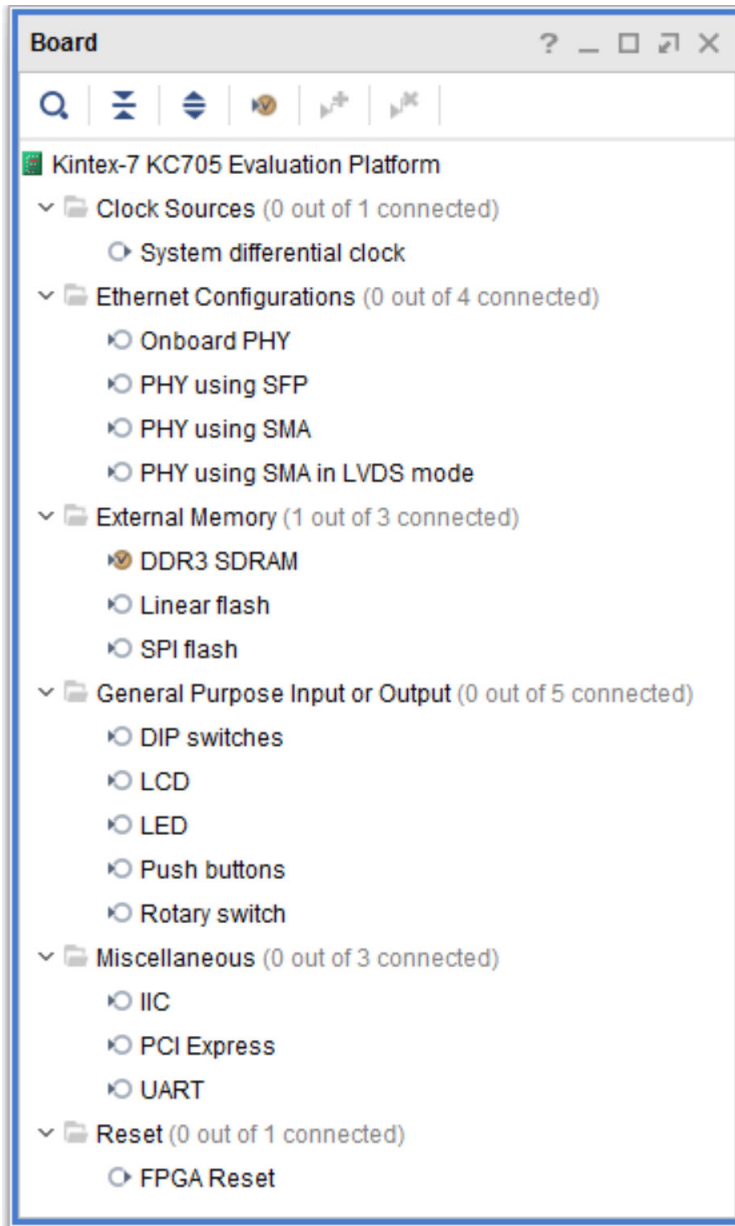 Board
Kintex-7 KC705 Evaluation Platform
Clock Sources (0 out of 1 connected)
System differential clock
Ethernet Configurations (0 out of 4 connected)
Onboard PHY
PHY using SFP
PHY using SMA
PHY using SMA in LVDS mode
External Memory (1 out of 3 connected)
DDR3 SDRAM
Linear flash
SPI flash
General Purpose Input or Output (0 out of 5 connected)
DIP switches
LCD
LED
Push buttons
Rotary switch
Miscellaneous (0 out of 3 connected)
IIC
PCI Express
UART
Reset (0 out of 1 connected)
FPGA Reset